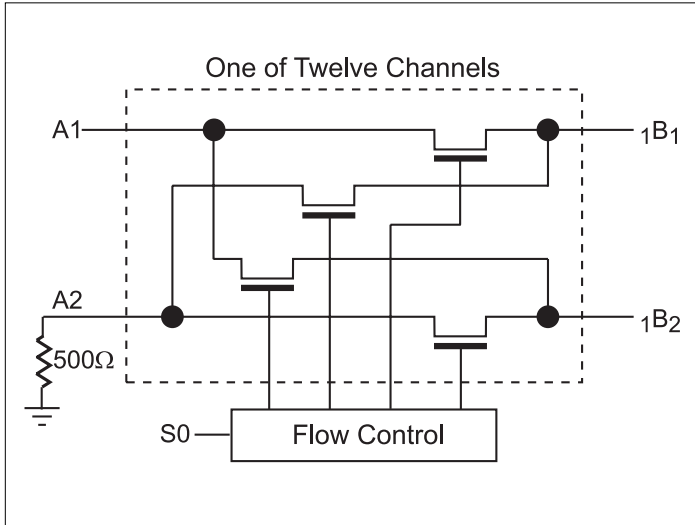 One of Twelve Channels
A1
₁B₁
A2
500Ω
₁B₂
S0
Flow Control